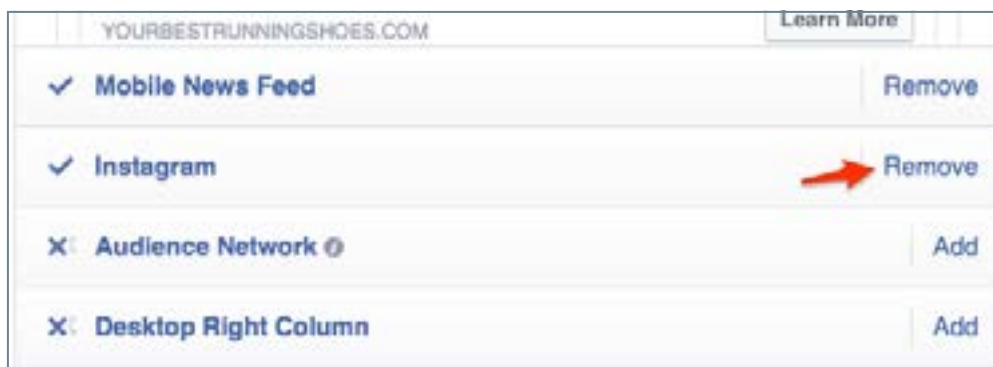 YOURBESTRUNNINGSHOES.COM Learn More
Mobile News Feed Remove
Instagram Remove
Audience Network Add
Desktop Right Column Add